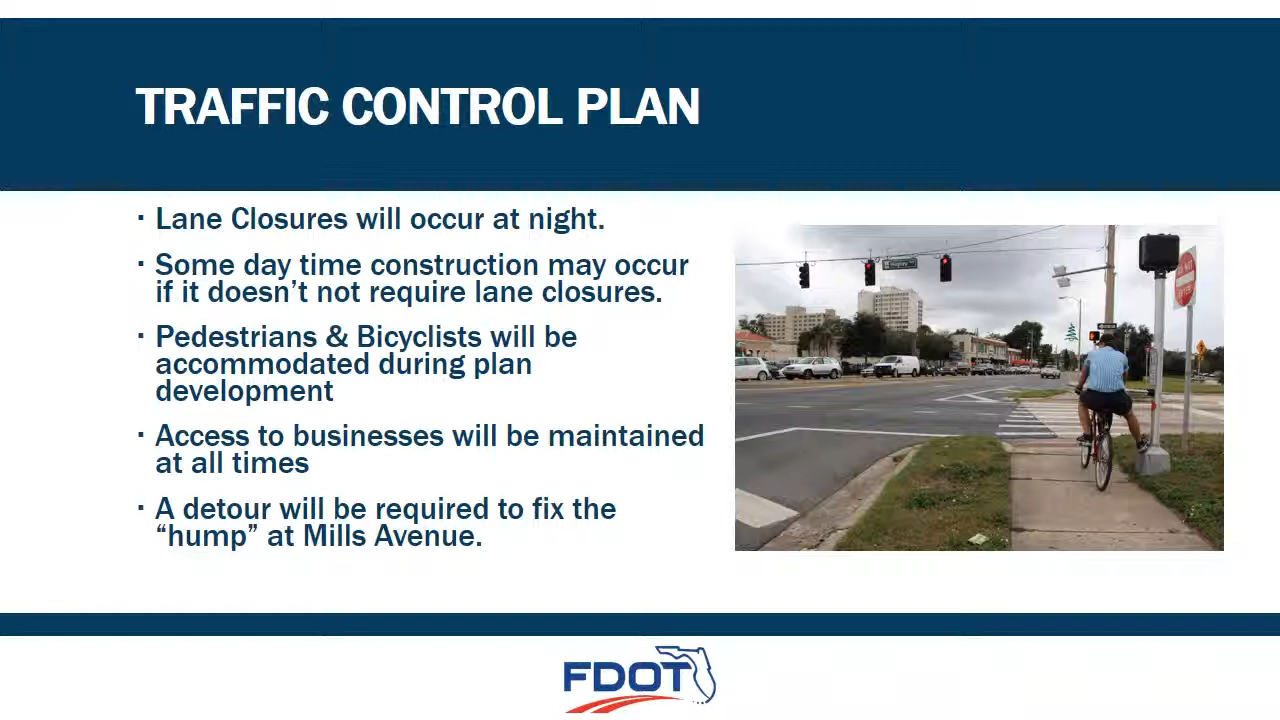 TRAFFIC CONTROL PLAN
▪ Lane Closures will occur at night.
▪ Some day time construction may occur
if it doesn’t not require lane closures.
▪ Pedestrians & Bicyclists will be
accommodated during plan
development
▪ Access to businesses will be maintained
at all times
▪ A detour will be required to fix the
“hump” at Mills Avenue.
FDOT